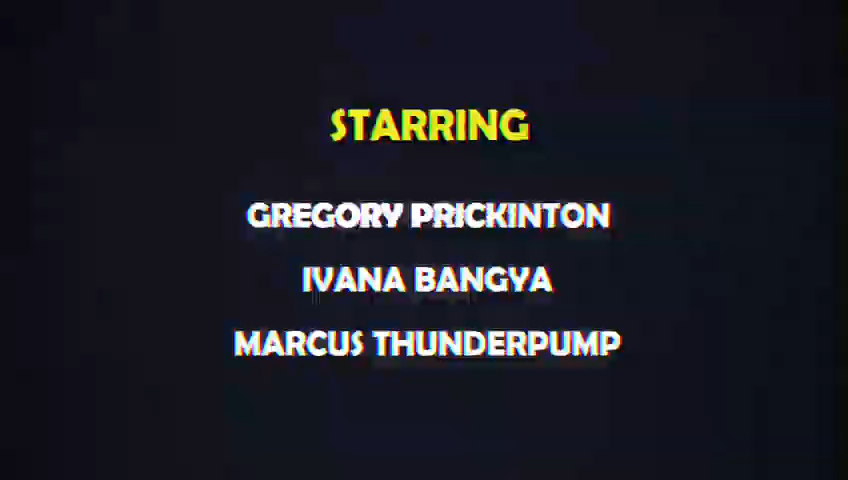 STARRING
GREGORY PRICKINTON
IVANA BANGYA
MARCUS THUNDERPUMP